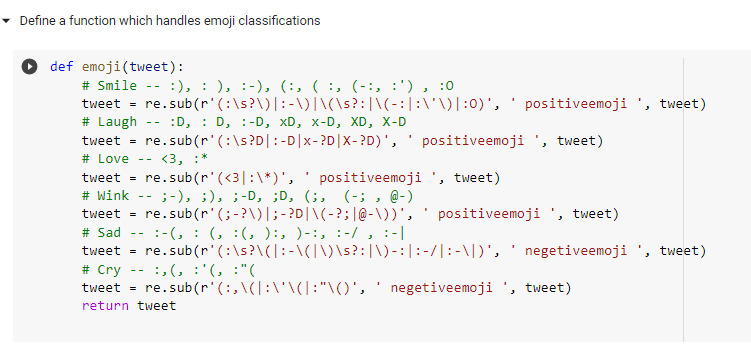 Define a function which handles emoji classifications
def emoji(tweet):
# Smile -- :), : ), :-), (:, ( :, (-:, :') , :O
tweet = re.sub(r'(:\s?\)|:-\)|\(\s?:|\(-:|:\'\)|:O)', ' positiveemoji ', tweet)
# Laugh -- :D, : D, :-D, xD, x-D, XD, X-D
tweet = re.sub(r'(:\s?D|:-D|x-?D|X-?D)', ' positiveemoji ', tweet)
# Love -- <3, :*
tweet = re.sub(r'(<3|:\*)', ' positiveemoji ', tweet)
# Wink -- ;-), ;), ;-D, ;D, (;, (-; , @-)
tweet = re.sub(r'(;-?\)|;-?D|\(-?;|@-\))', ' positiveemoji ', tweet)
# Sad -- :-(, : (, :(, ):, )-:, :-/ , :-|
tweet = re.sub(r'(:\s?\(|:-\(|\)\s?:|\)-:|:-/|:-\|)', ' negetiveemoji ', tweet)
# Cry -- :,(, :'(, :"(
tweet = re.sub(r'(:,\(|:\'\(|:"\()', ' negetiveemoji ', tweet)
return tweet